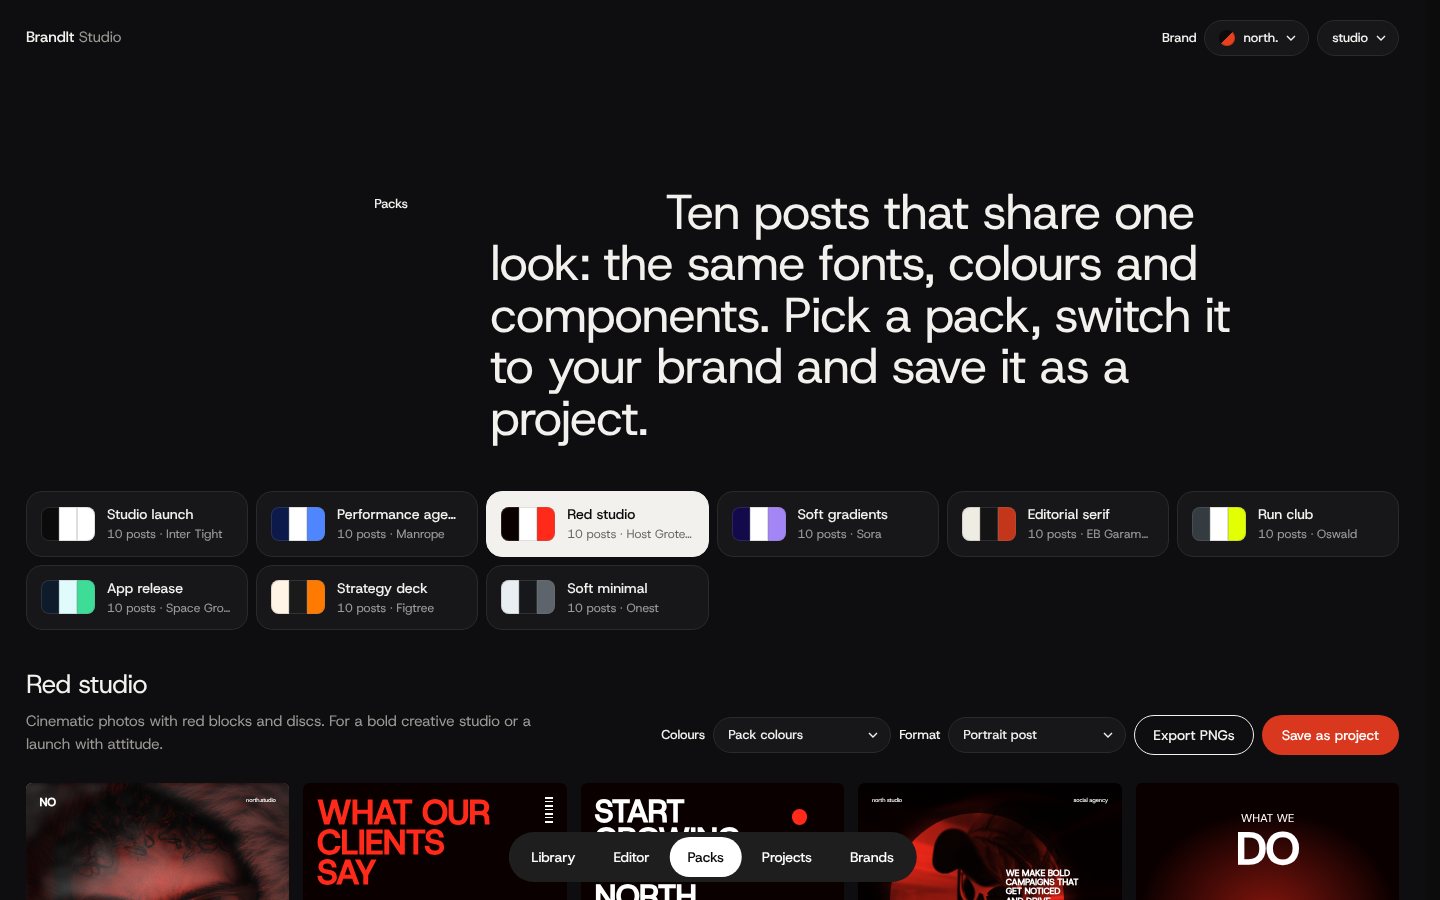 BrandIt Studio
Brand
north.
studio
Packs
Ten posts that share one
look: the same fonts, colours and
components. Pick a pack, switch it
to your brand and save it as a
project.
Studio launch
10 posts · Inter Tight
Performance age...
10 posts · Manrope
Red studio
10 posts · Host Grote...
Soft gradients
10 posts · Sora
Editorial serif
10 posts · EB Garam...
Run club
10 posts · Oswald
App release
10 posts · Space Gro...
Strategy deck
10 posts · Figtree
Soft minimal
10 posts · Onest
Red studio
Cinematic photos with red blocks and discs. For a bold creative studio or a
launch with attitude.
Colours
Pack colours
Format
Portrait post
Export PNGs
Save as project
NO
northstudio
WHAT OUR
CLIENTS
SAY
START
GROWING
NORTH
north studio
social agency
WE MAKE BOLD
CAMPAIGNS THAT
GET NOTICED
WHAT WE
DO
Library
Editor
Packs
Projects
Brands